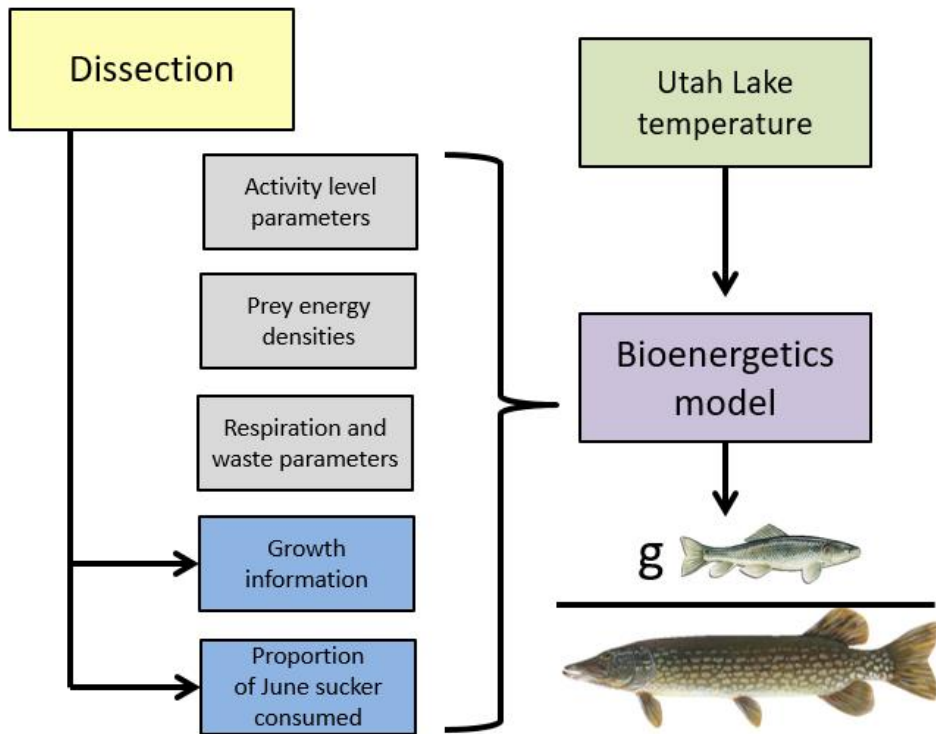 Dissection
Utah Lake
temperature
Activity level
parameters
Prey energy
densities
Bioenergetics
model
Respiration and
waste parameters
Growth
information
g
Proportion
of June sucker
consumed